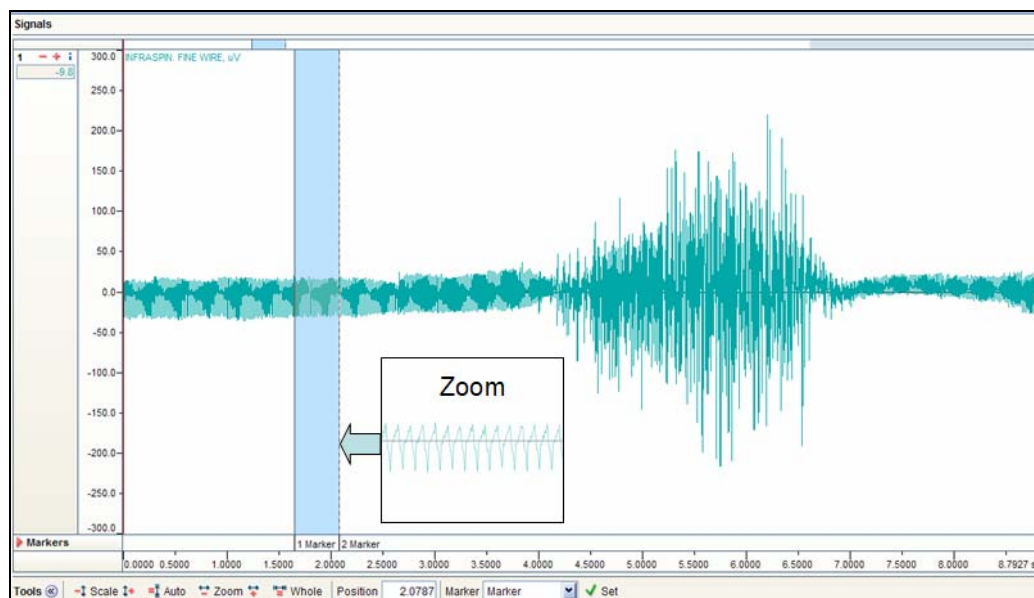 Signals
1 − + i
-9.8
INFRASPIN. FINE WIRE, uV
300.0
250.0
200.0
150.0
100.0
50.0
0.0
-50.0
-100.0
-150.0
-200.0
-250.0
-300.0
Zoom
Markers
1 Marker 2 Marker
0.0000 0.5000 1.0000 1.5000 2.0000 2.5000 3.0000 3.5000 4.0000 4.5000 5.0000 5.5000 6.0000 6.5000 7.0000 7.5000 8.0000 8.7927 s
Tools Scale Auto Zoom Whole Position 2.0787 Marker Marker Set